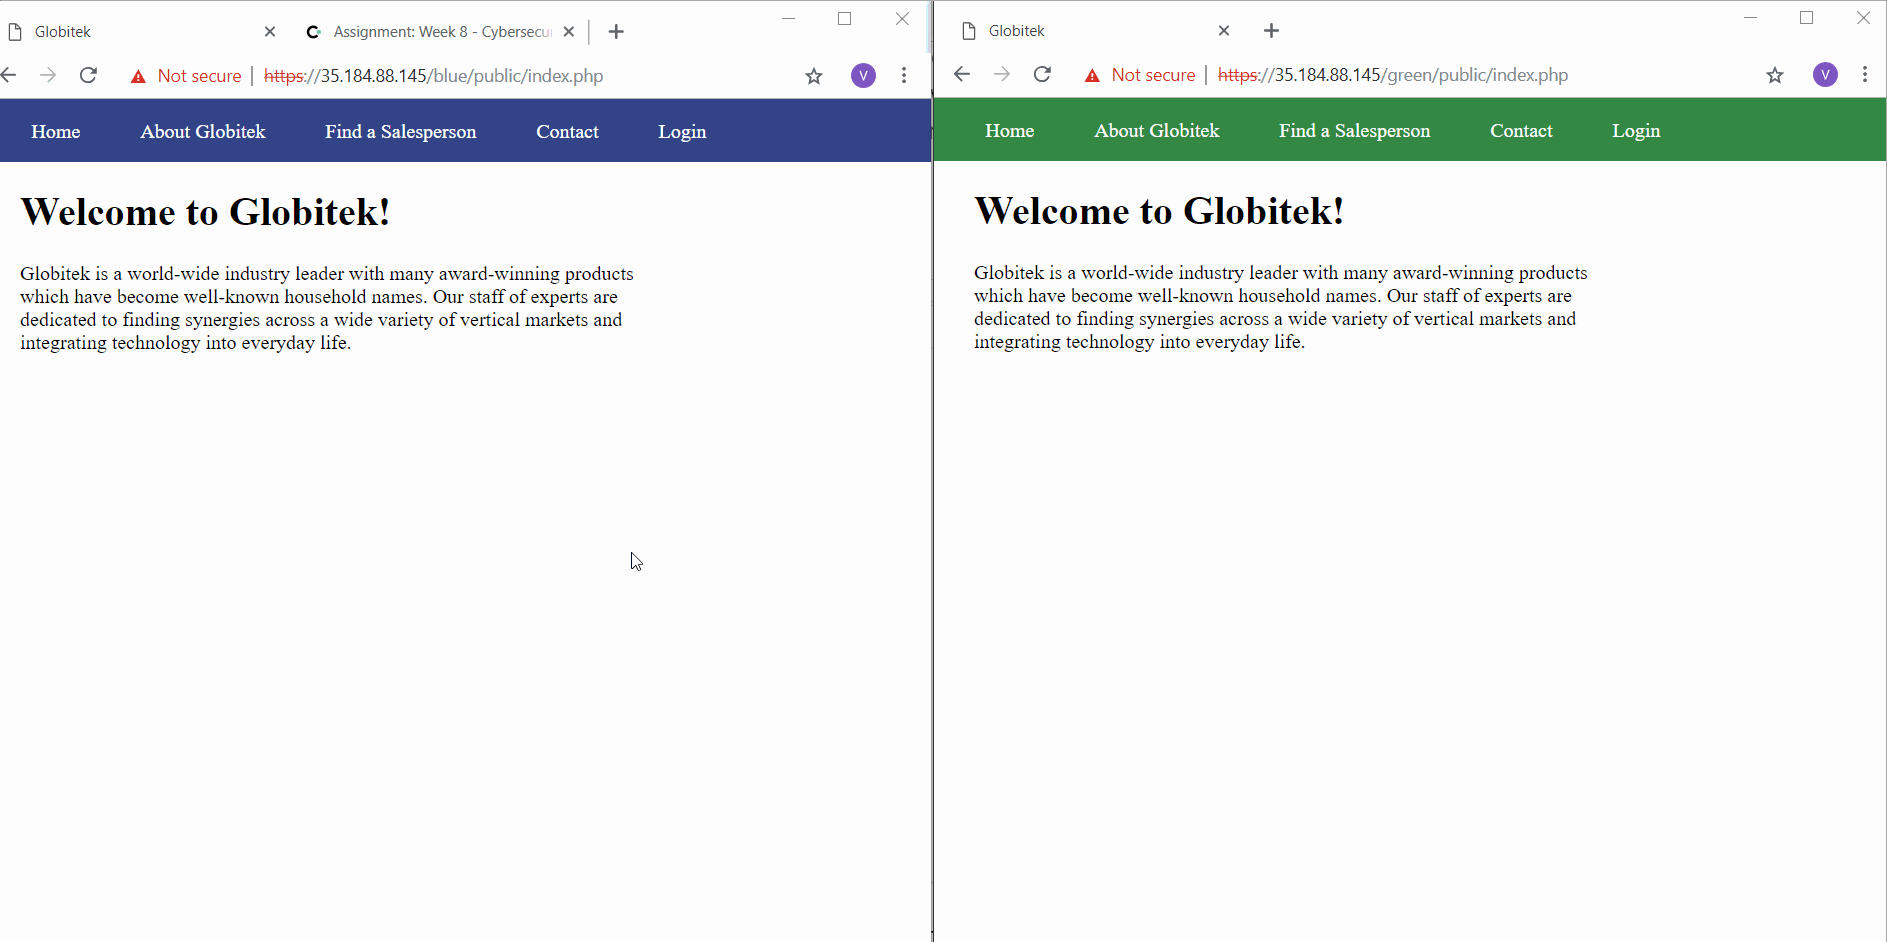 Globitek
Assignment: Week 8 - Cybersecu
Not secure | https://35.184.88.145/blue/public/index.php
V
Home About Globitek Find a Salesperson Contact Login
Welcome to Globitek!
Globitek is a world-wide industry leader with many award-winning products
which have become well-known household names. Our staff of experts are
dedicated to finding synergies across a wide variety of vertical markets and
integrating technology into everyday life.
Globitek
Not secure | https://35.184.88.145/green/public/index.php
V
Home About Globitek Find a Salesperson Contact Login
Welcome to Globitek!
Globitek is a world-wide industry leader with many award-winning products
which have become well-known household names. Our staff of experts are
dedicated to finding synergies across a wide variety of vertical markets and
integrating technology into everyday life.